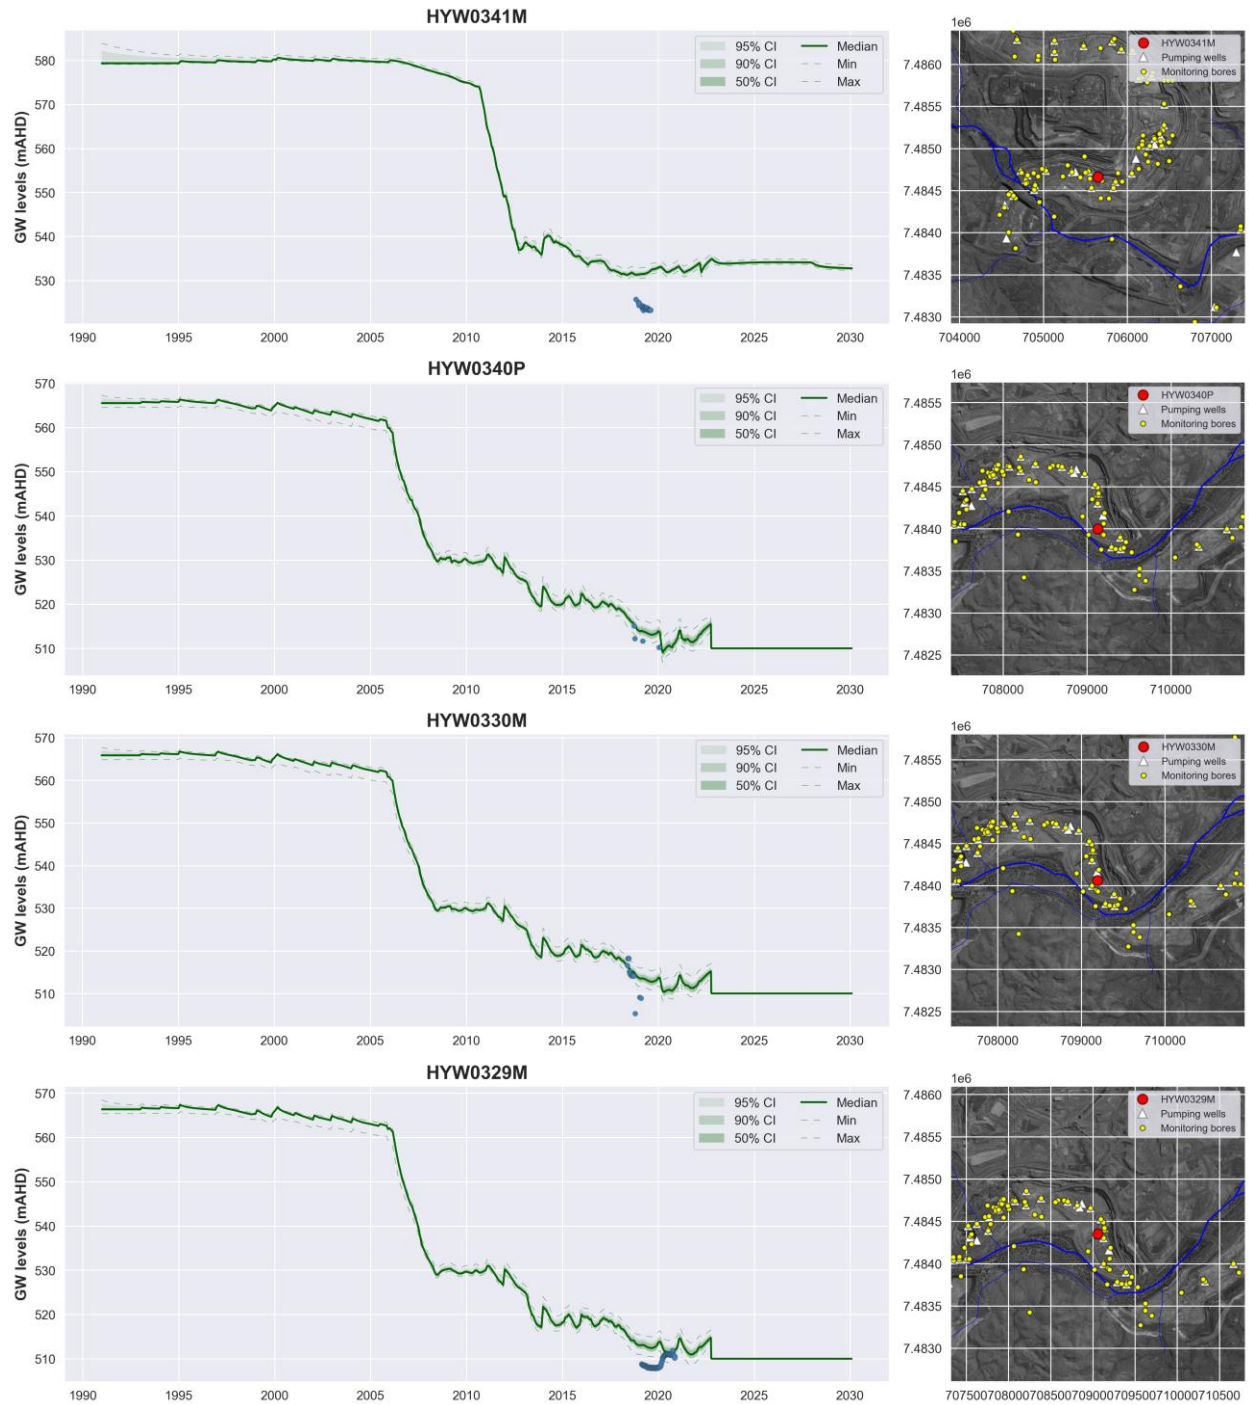 HYW0341M
GW levels (mAHD)
580
570
560
550
540
530
1990 1995 2000 2005 2010 2015 2020 2025 2030
95% CI Median
90% CI Min
50% CI Max
1e6
7.4860
7.4855
7.4850
7.4845
7.4840
7.4835
7.4830
704000 705000 706000 707000
HYW0341M
Pumping wells
Monitoring bores
HYW0340P
GW levels (mAHD)
570
560
550
540
530
520
510
1990 1995 2000 2005 2010 2015 2020 2025 2030
95% CI Median
90% CI Min
50% CI Max
1e6
7.4855
7.4850
7.4845
7.4840
7.4835
7.4830
7.4825
708000 709000 710000
HYW0340P
Pumping wells
Monitoring bores
HYW0330M
GW levels (mAHD)
570
560
550
540
530
520
510
1990 1995 2000 2005 2010 2015 2020 2025 2030
95% CI Median
90% CI Min
50% CI Max
1e6
7.4855
7.4850
7.4845
7.4840
7.4835
7.4830
7.4825
708000 709000 710000
HYW0330M
Pumping wells
Monitoring bores
HYW0329M
GW levels (mAHD)
570
560
550
540
530
520
510
1990 1995 2000 2005 2010 2015 2020 2025 2030
95% CI Median
90% CI Min
50% CI Max
1e6
7.4860
7.4855
7.4850
7.4845
7.4840
7.4835
7.4830
707500708000708500709000709500710000710500
HYW0329M
Pumping wells
Monitoring bores